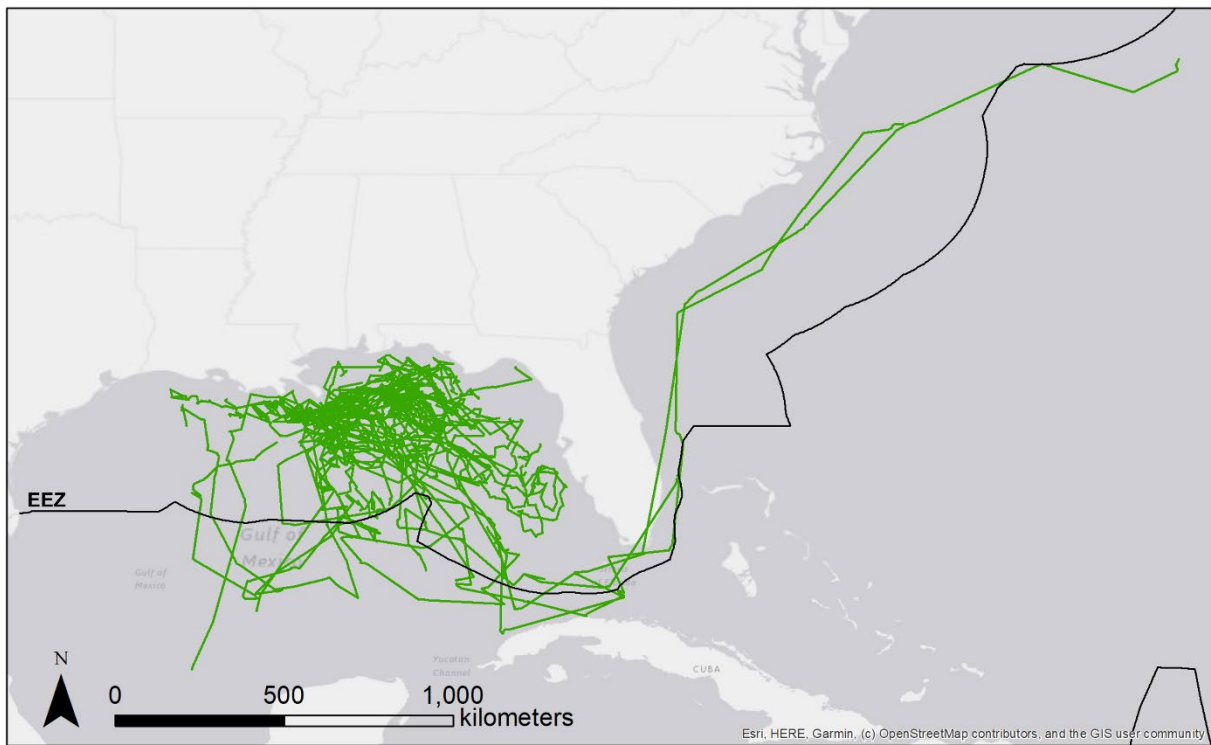 EEZ
Gulf of
Mexico
Gulf of
Mexico
Yucatan
Channel
CUBA
N
0 500 1,000
kilometers
Esri, HERE, Garmin, (c) OpenStreetMap contributors, and the GIS user community